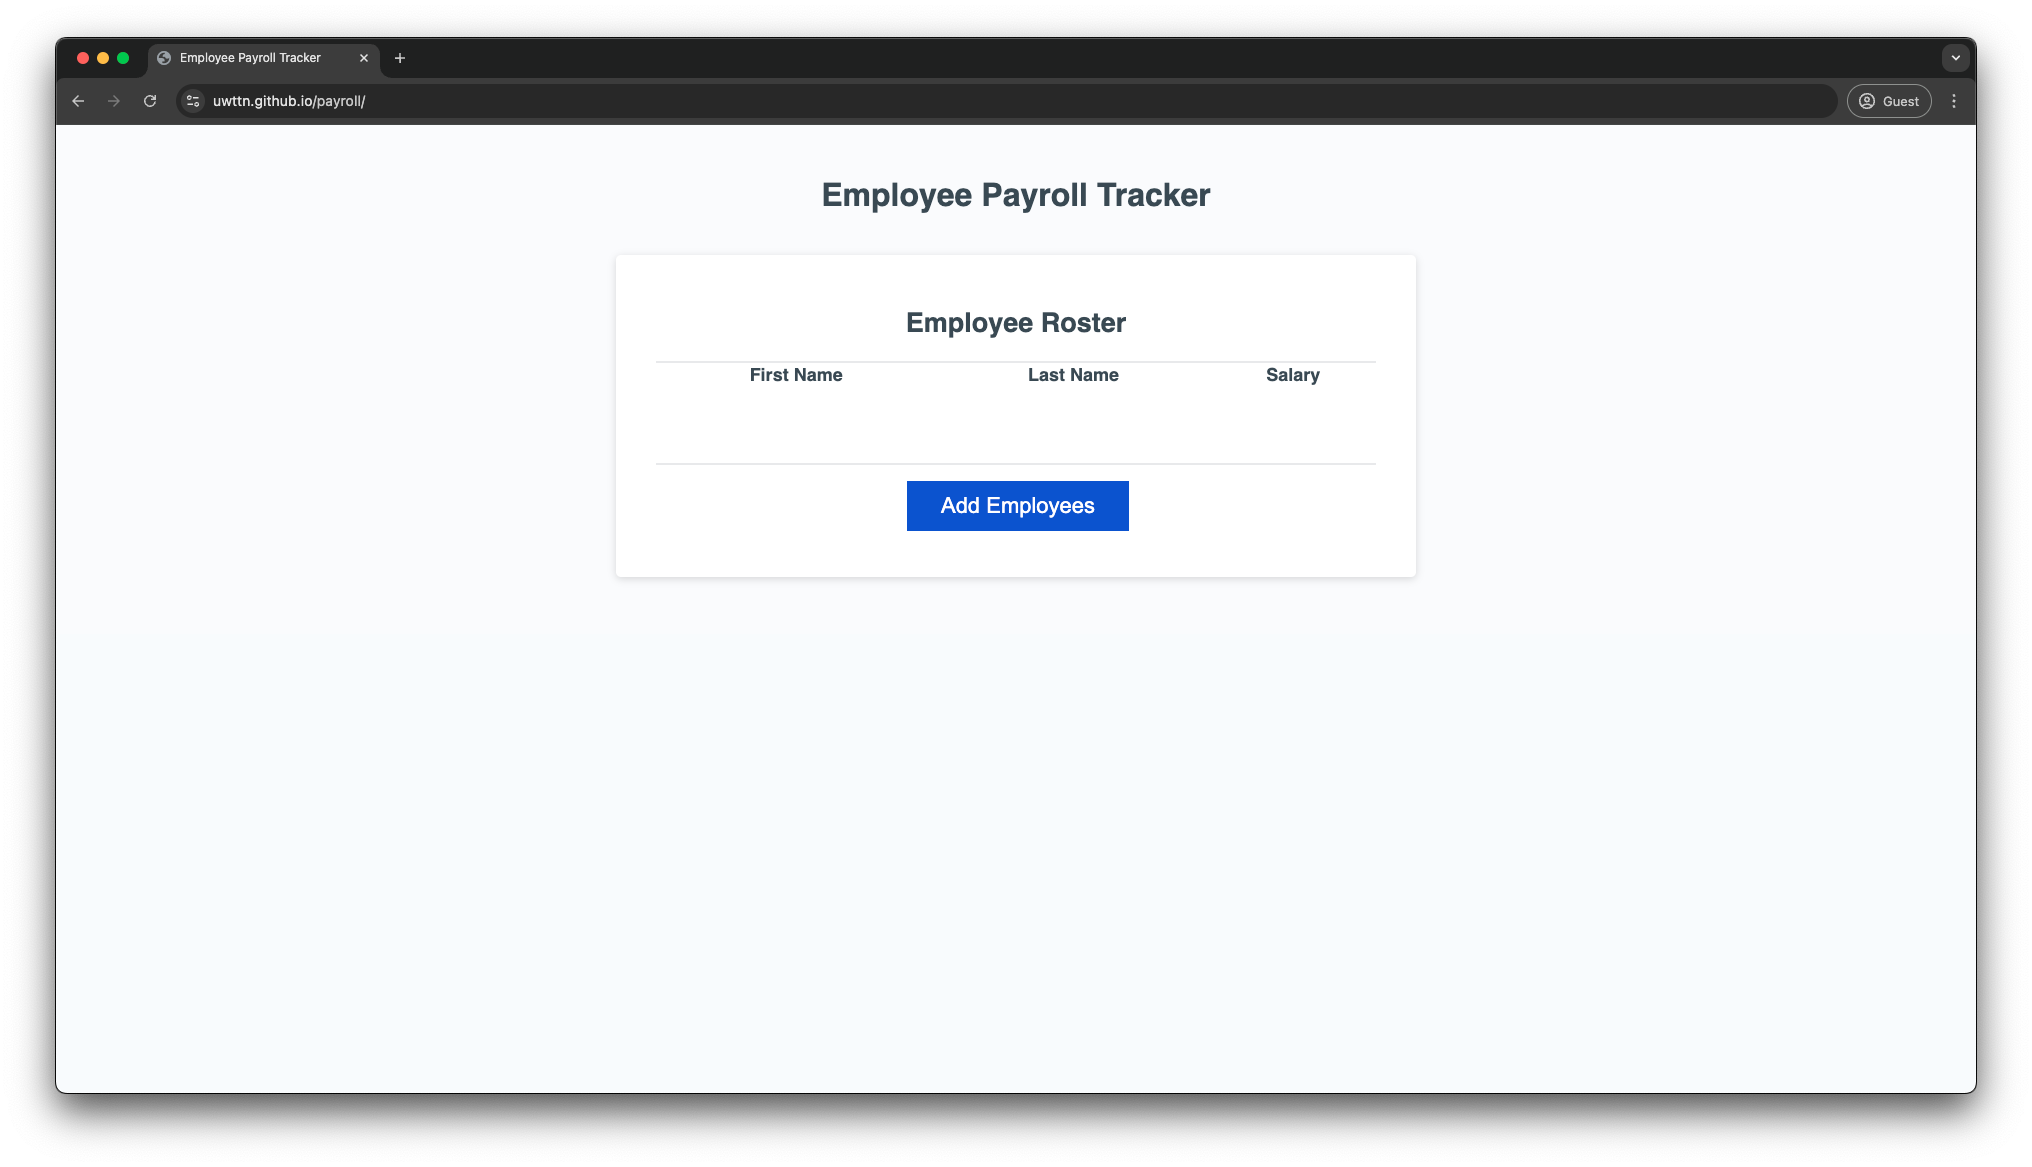 Employee Payroll Tracker
uwttn.github.io/payroll/
Guest
Employee Payroll Tracker
Employee Roster
First Name Last Name Salary
Add Employees